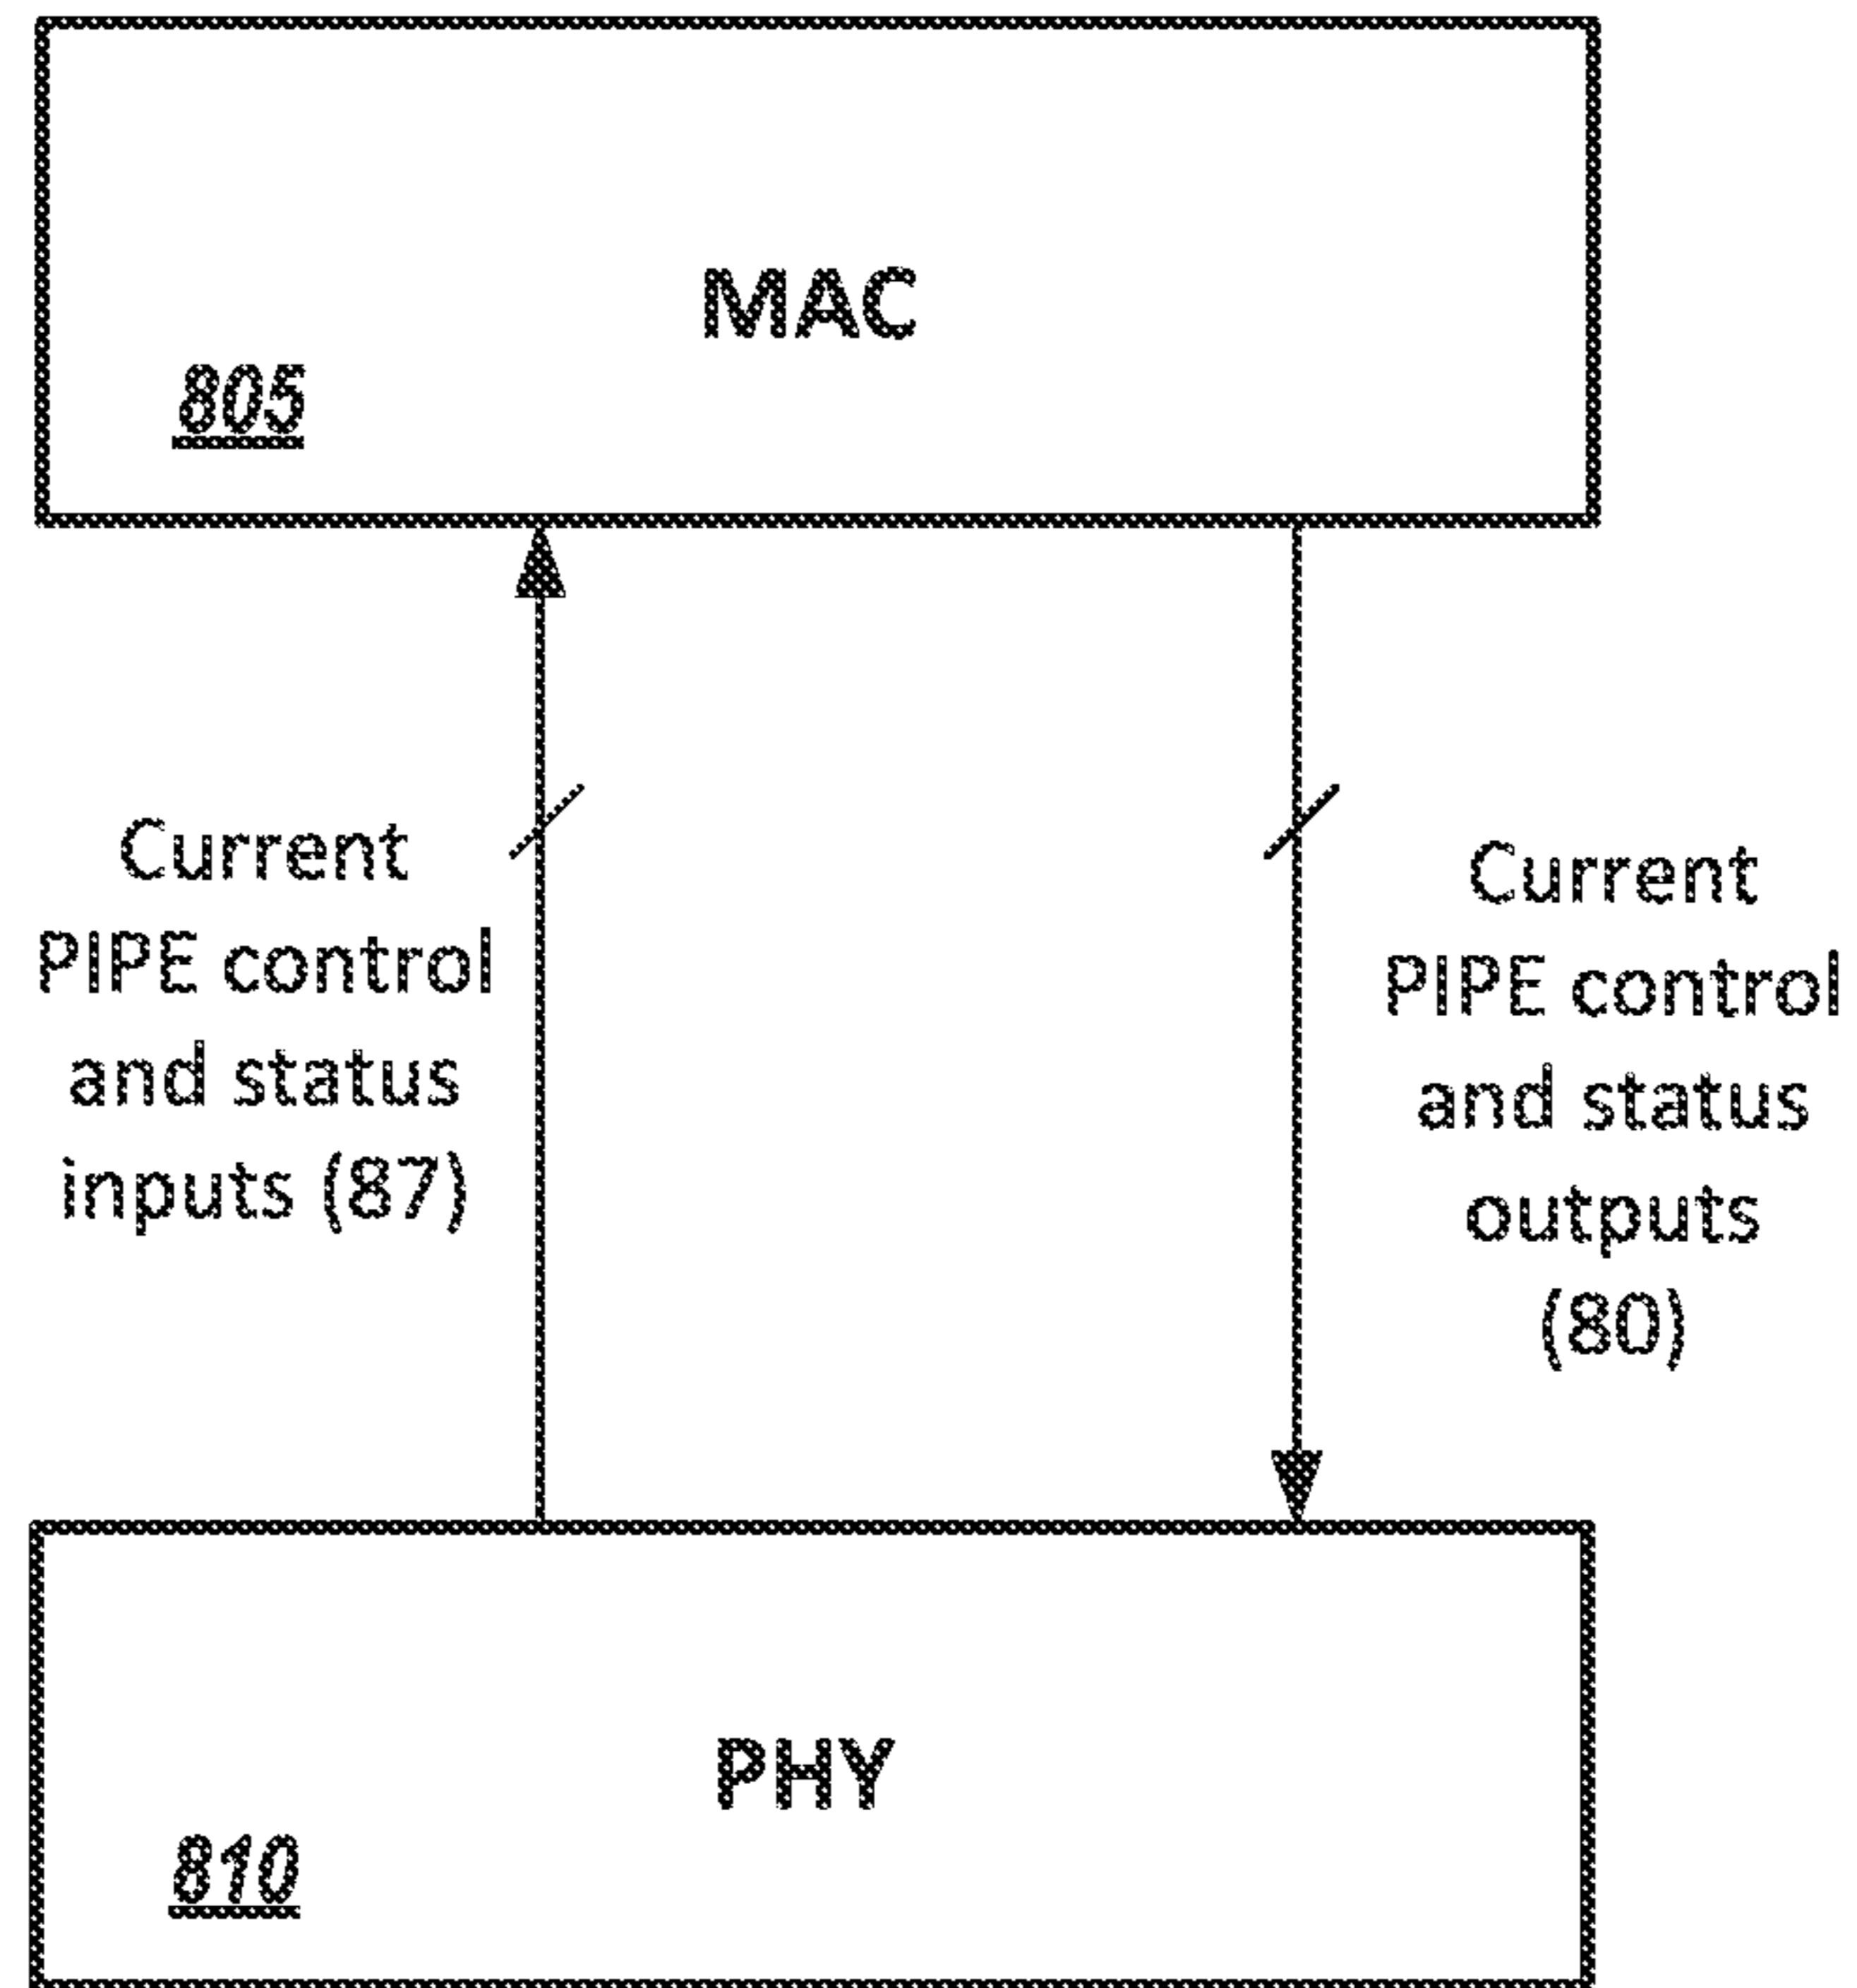 MAC
805
Current
PIPE control
and status
inputs (87)
Current
PIPE control
and status
outputs
(80)
PHY
810